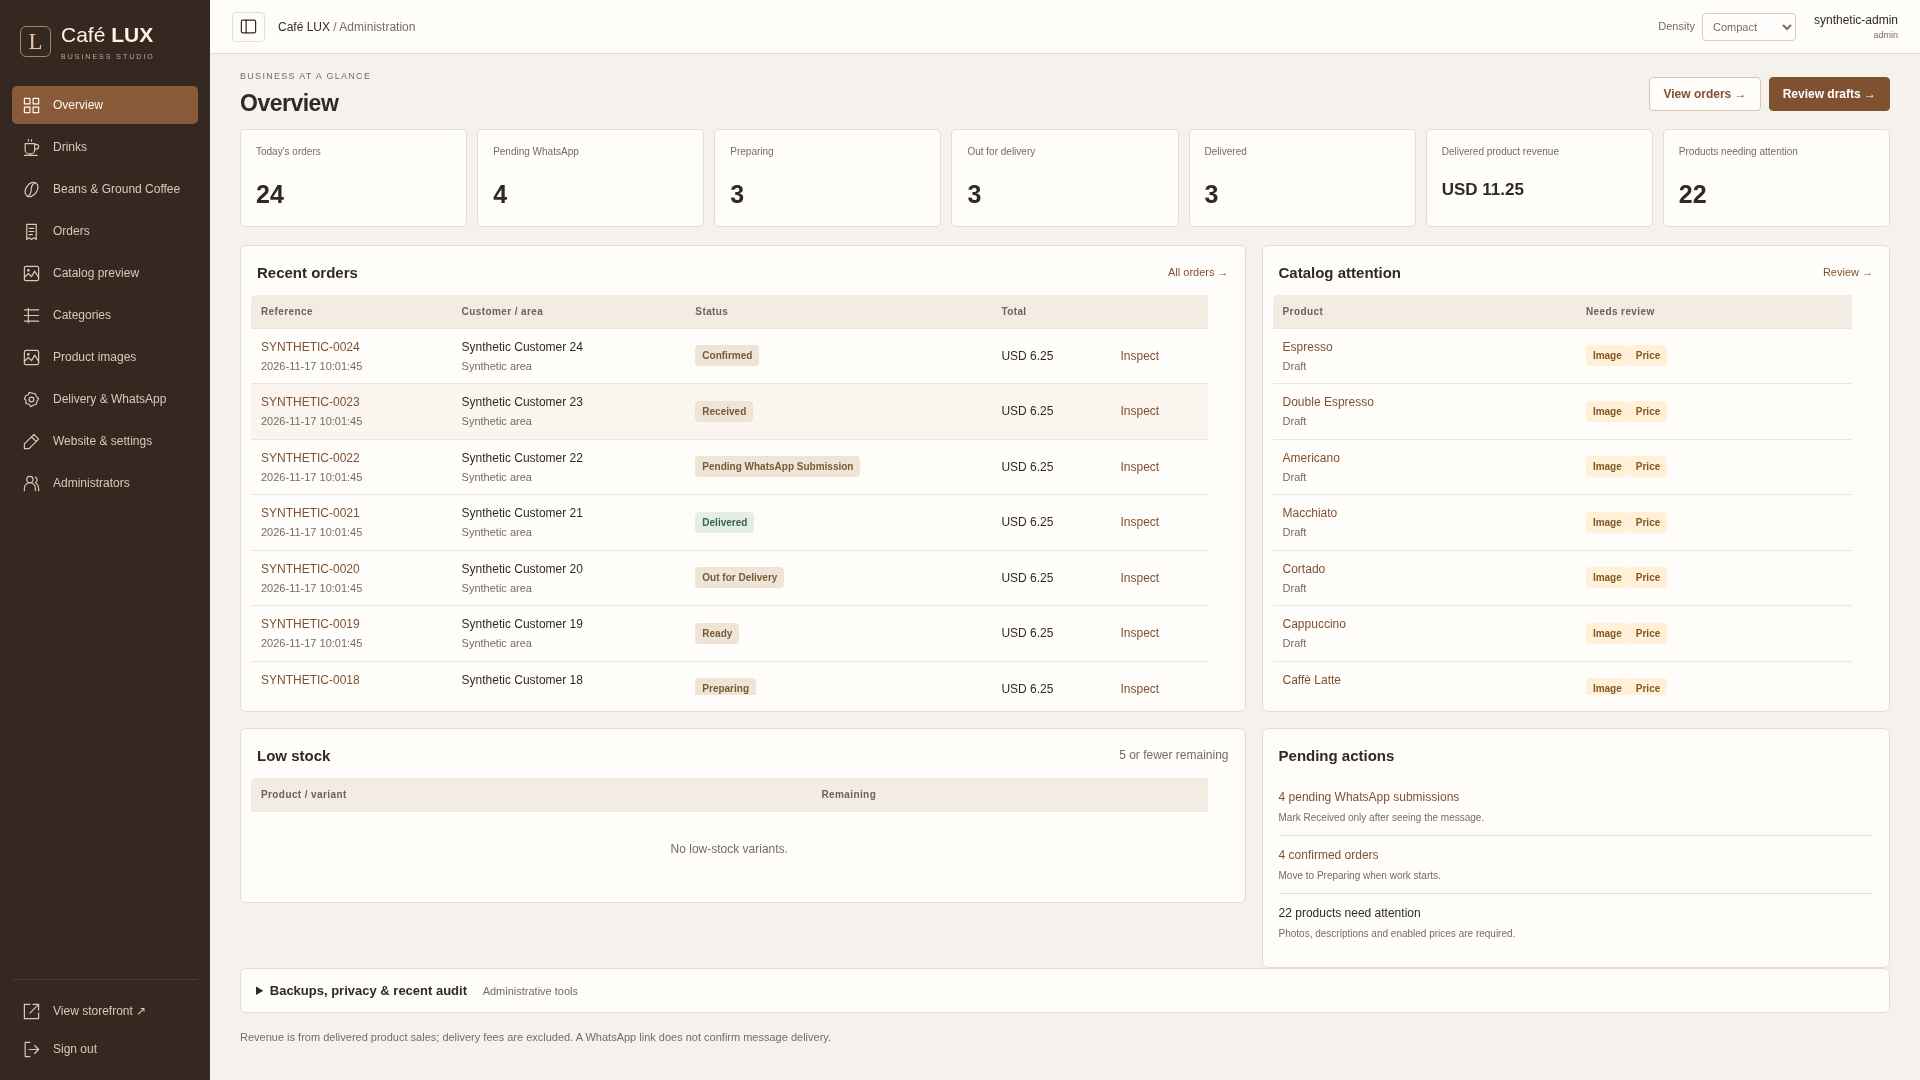 L
Café LUX
BUSINESS STUDIO
Overview
Drinks
Beans & Ground Coffee
Orders
Catalog preview
Categories
Product images
Delivery & WhatsApp
Website & settings
Administrators
View storefront ↗
Sign out
Café LUX / Administration
Density
Compact
synthetic-admin
admin
BUSINESS AT A GLANCE
Overview
View orders →
Review drafts →
Today's orders
24
Pending WhatsApp
4
Preparing
3
Out for delivery
3
Delivered
3
Delivered product revenue
USD 11.25
Products needing attention
22
Recent orders
All orders →
Reference Customer / area Status Total
SYNTHETIC-0024 Synthetic Customer 24 Confirmed USD 6.25 Inspect
2026-11-17 10:01:45 Synthetic area
SYNTHETIC-0023 Synthetic Customer 23 Received USD 6.25 Inspect
2026-11-17 10:01:45 Synthetic area
SYNTHETIC-0022 Synthetic Customer 22 Pending WhatsApp Submission USD 6.25 Inspect
2026-11-17 10:01:45 Synthetic area
SYNTHETIC-0021 Synthetic Customer 21 Delivered USD 6.25 Inspect
2026-11-17 10:01:45 Synthetic area
SYNTHETIC-0020 Synthetic Customer 20 Out for Delivery USD 6.25 Inspect
2026-11-17 10:01:45 Synthetic area
SYNTHETIC-0019 Synthetic Customer 19 Ready USD 6.25 Inspect
2026-11-17 10:01:45 Synthetic area
SYNTHETIC-0018 Synthetic Customer 18 Preparing USD 6.25 Inspect
Catalog attention
Review →
Product Needs review
Espresso Image Price
Draft
Double Espresso Image Price
Draft
Americano Image Price
Draft
Macchiato Image Price
Draft
Cortado Image Price
Draft
Cappuccino Image Price
Draft
Caffè Latte Image Price
Low stock
5 or fewer remaining
Product / variant Remaining
No low-stock variants.
Pending actions
4 pending WhatsApp submissions
Mark Received only after seeing the message.
4 confirmed orders
Move to Preparing when work starts.
22 products need attention
Photos, descriptions and enabled prices are required.
▶ Backups, privacy & recent audit Administrative tools
Revenue is from delivered product sales; delivery fees are excluded. A WhatsApp link does not confirm message delivery.